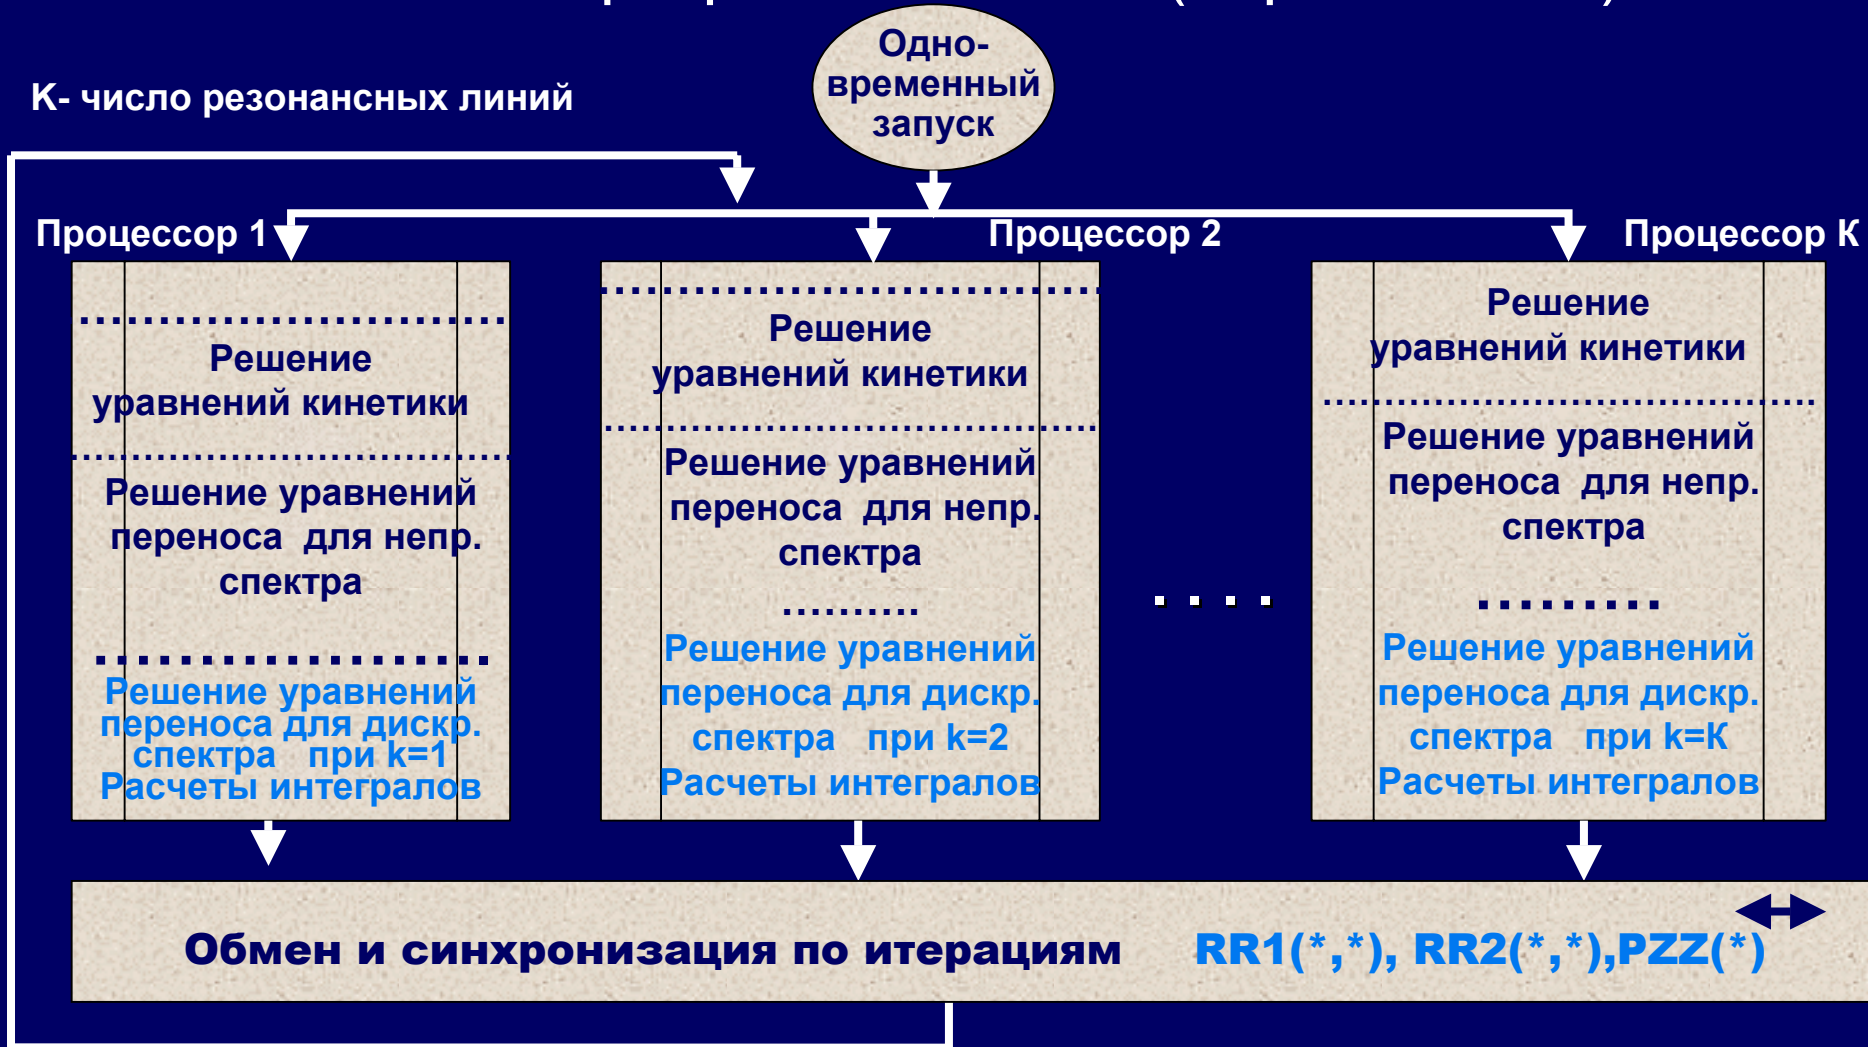 Одно-
временный
запуск
K- число резонансных линий
Процессор 1
Процессор 2
Процессор К
Решение
уравнений кинетики
Решение уравнений
переноса для непр.
спектра
Решение уравнений
переноса для дискр.
спектра при k=1
Расчеты интегралов
Решение
уравнений кинетики
Решение уравнений
переноса для непр.
спектра
..........
Решение уравнений
переноса для дискр.
спектра при k=2
Расчеты интегралов
. . . .
Решение
уравнений кинетики
Решение уравнений
переноса для непр.
спектра
.........
Решение уравнений
переноса для дискр.
спектра при k=К
Расчеты интегралов
Обмен и синхронизация по итерациям RR1(*,*), RR2(*,*),PZZ(*)